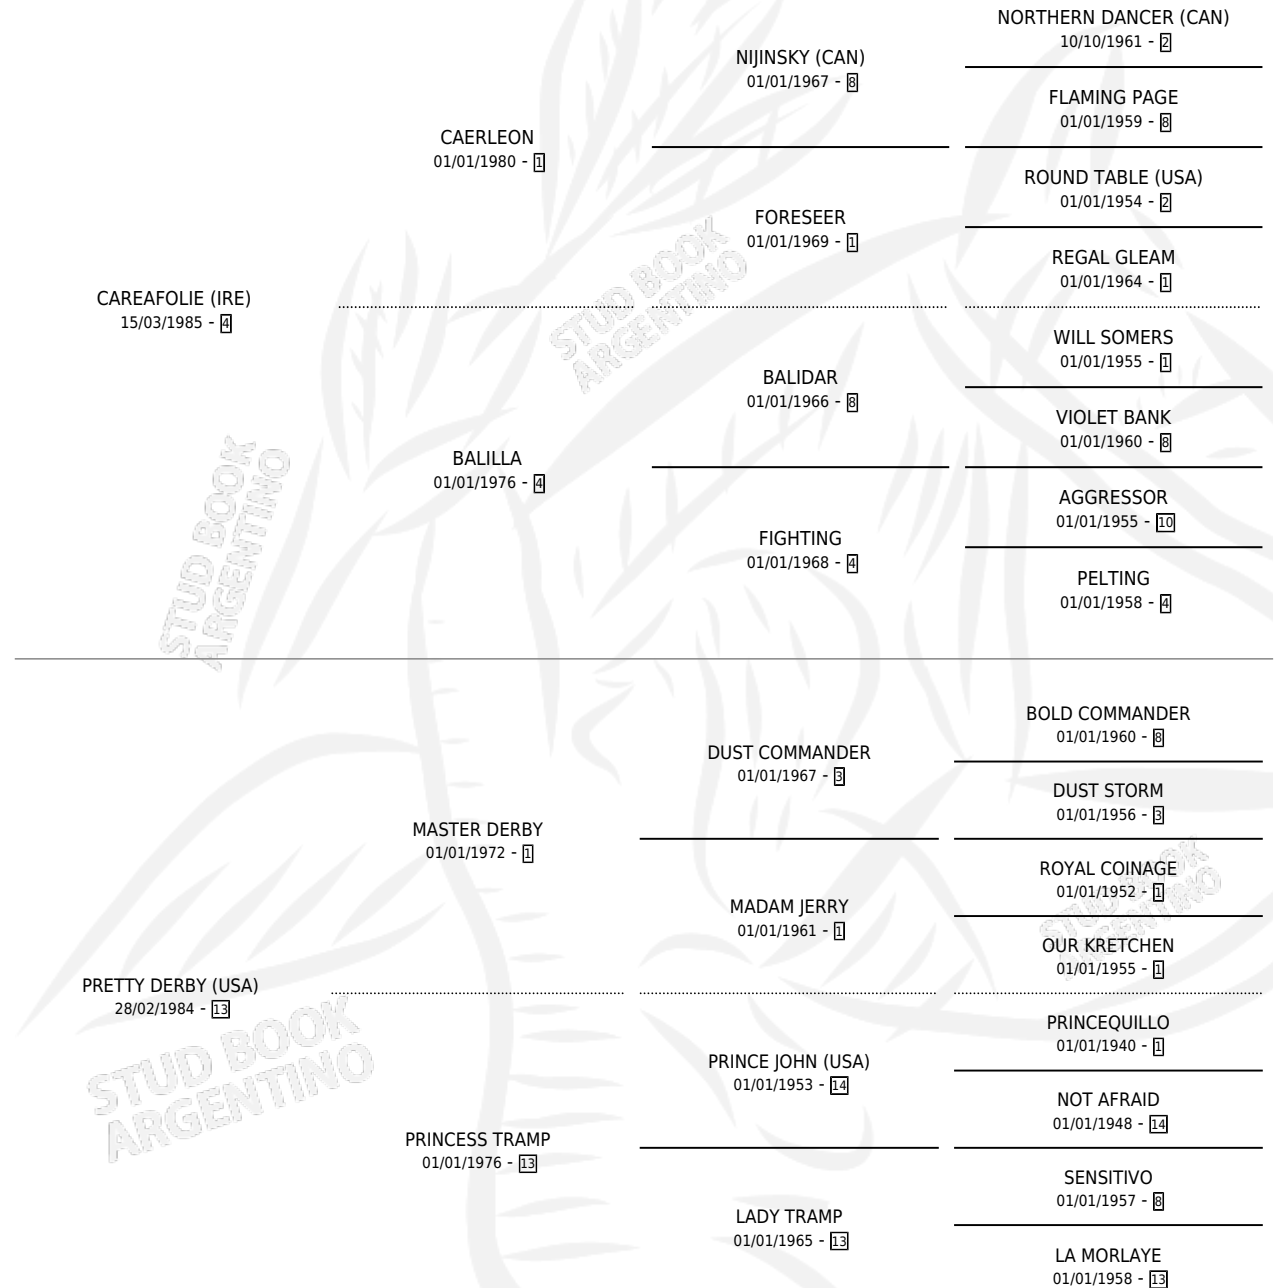 NORTHERN DANCER (CAN)
10/10/1961 - 2
NIJINSKY (CAN)
01/01/1967 - 8
FLAMING PAGE
01/01/1959 - 8
CAERLEON
01/01/1980 - 1
ROUND TABLE (USA)
01/01/1954 - 2
FORESEER
01/01/1969 - 1
REGAL GLEAM
01/01/1964 - 1
CAREAFOLIE (IRE)
15/03/1985 - 4
WILL SOMERS
01/01/1955 - 1
BALIDAR
01/01/1966 - 8
VIOLET BANK
01/01/1960 - 8
BALILLA
01/01/1976 - 4
AGGRESSOR
01/01/1955 - 10
FIGHTING
01/01/1968 - 4
PELTING
01/01/1958 - 4
STUD BOOK
ARGENTINO
STUD BOOK
ARGENTINO
BOLD COMMANDER
01/01/1960 - 8
DUST COMMANDER
01/01/1967 - 3
DUST STORM
01/01/1956 - 3
MASTER DERBY
01/01/1972 - 1
ROYAL COINAGE
01/01/1952 - 1
MADAM JERRY
01/01/1961 - 1
OUR KRETCHEN
01/01/1955 - 1
PRETTY DERBY (USA)
28/02/1984 - 13
PRINCEQUILLO
01/01/1940 - 1
PRINCE JOHN (USA)
01/01/1953 - 14
NOT AFRAID
01/01/1948 - 14
PRINCESS TRAMP
01/01/1976 - 13
SENSITIVO
01/01/1957 - 8
LADY TRAMP
01/01/1965 - 13
LA MORLAYE
01/01/1958 - 13
STUD BOOK
ARGENTINO
STUD BOOK
ARGENTINO